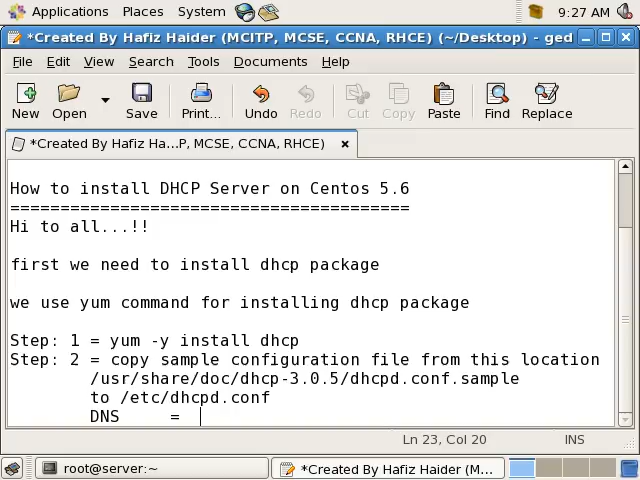 Applications Places System 9:27 AM
*Created By Hafiz Haider (MCITP, MCSE, CCNA, RHCE) (~/Desktop) - ged
File Edit View Search Tools Documents Help
New Open Save Print... Undo Redo Cut Copy Paste Find Replace
*Created By Hafiz Ha...P, MCSE, CCNA, RHCE)
How to install DHCP Server on Centos 5.6
========================================
Hi to all...!!
first we need to install dhcp package
we use yum command for installing dhcp package
Step: 1 = yum -y install dhcp
Step: 2 = copy sample configuration file from this location
/usr/share/doc/dhcp-3.0.5/dhcpd.conf.sample
to /etc/dhcpd.conf
DNS     =
Ln 23, Col 20 INS
root@server:~ *Created By Hafiz Haider (M...